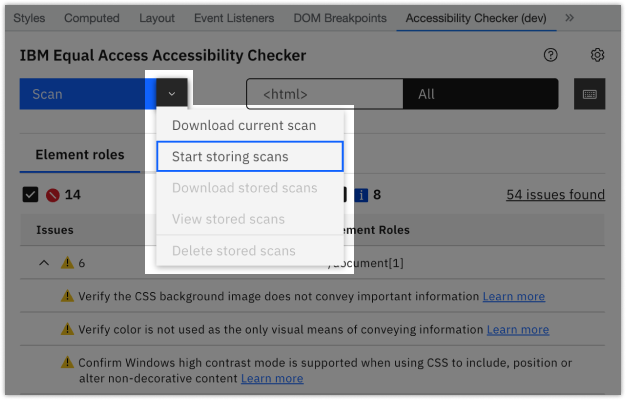 Styles Computed Layout Event Listeners DOM Breakpoints Accessibility Checker (dev) »
IBM Equal Access Accessibility Checker
Scan <html> All
Download current scan
Start storing scans
Download stored scans
View stored scans
Delete stored scans
Element roles
14 8 54 issues found
Issues ement Roles
6 /document[1]
Verify the CSS background image does not convey important information Learn more
Verify color is not used as the only visual means of conveying information Learn more
Confirm Windows high contrast mode is supported when using CSS to include, position or
alter non-decorative content Learn more